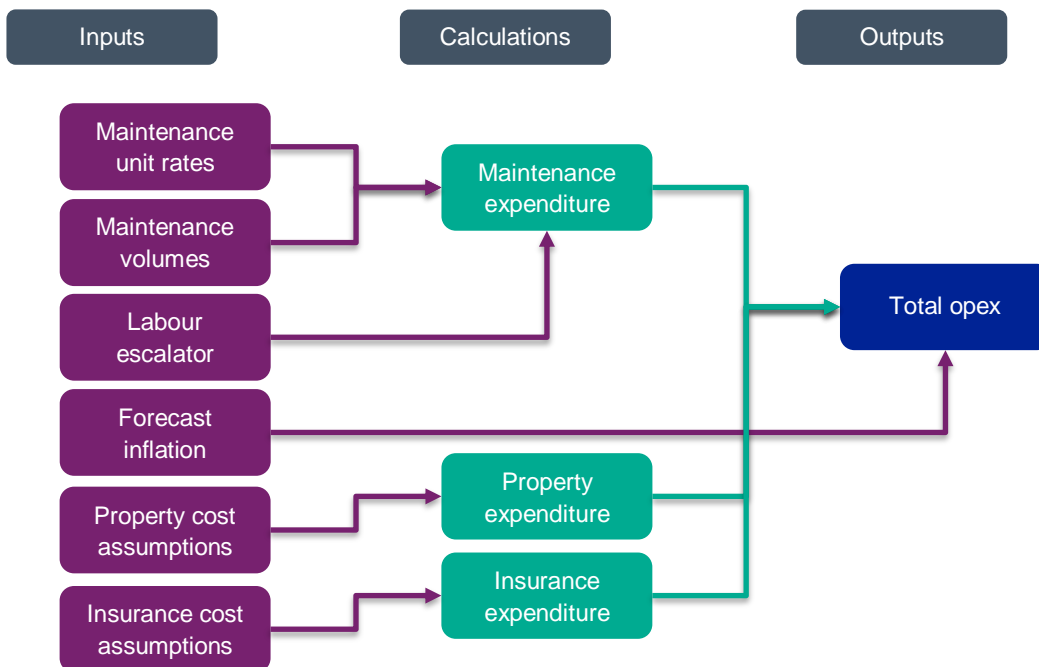 Inputs
Calculations
Outputs
Maintenance
unit rates
Maintenance
volumes
Labour
escalator
Forecast
inflation
Property cost
assumptions
Insurance cost
assumptions
Maintenance
expenditure
Property
expenditure
Insurance
expenditure
Total opex